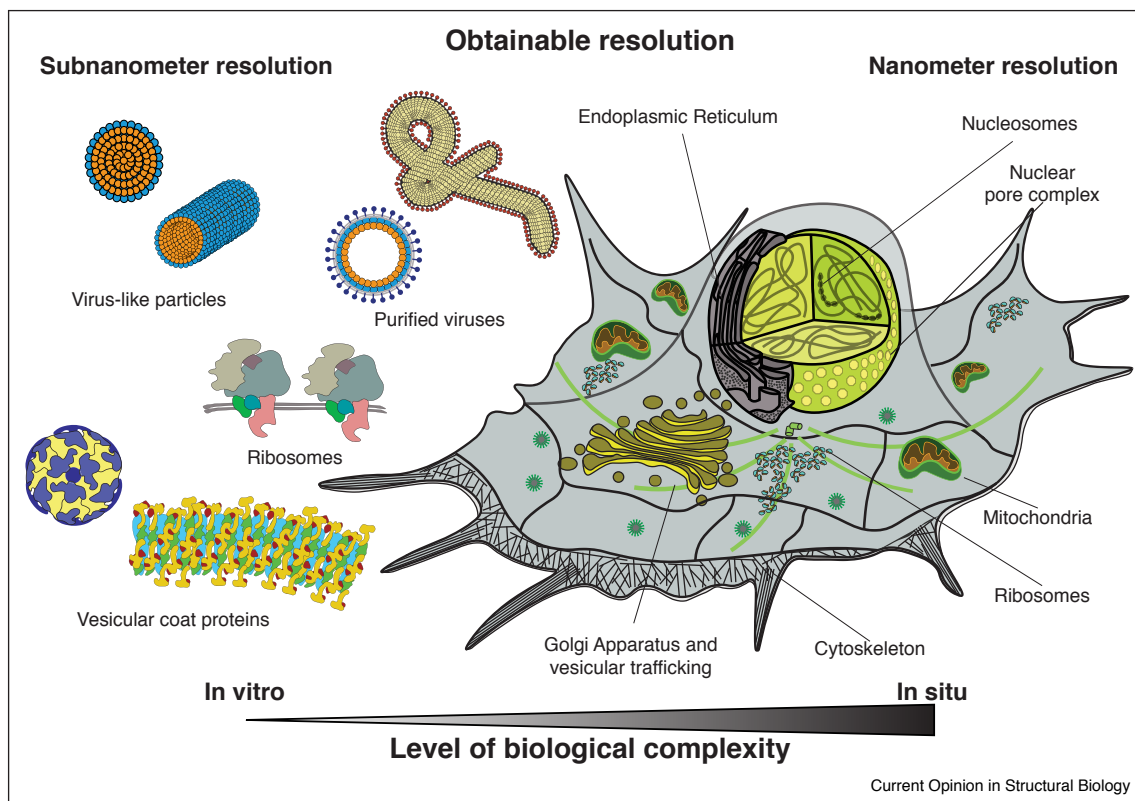 Obtainable resolution
Subnanometer resolution
Nanometer resolution
Endoplasmic Reticulum
Nucleosomes
Nuclear
pore complex
Virus-like particles
Purified viruses
Ribosomes
Vesicular coat proteins
Mitochondria
Ribosomes
Golgi Apparatus and
vesicular trafficking
Cytoskeleton
In vitro
In situ
Level of biological complexity
Current Opinion in Structural Biology